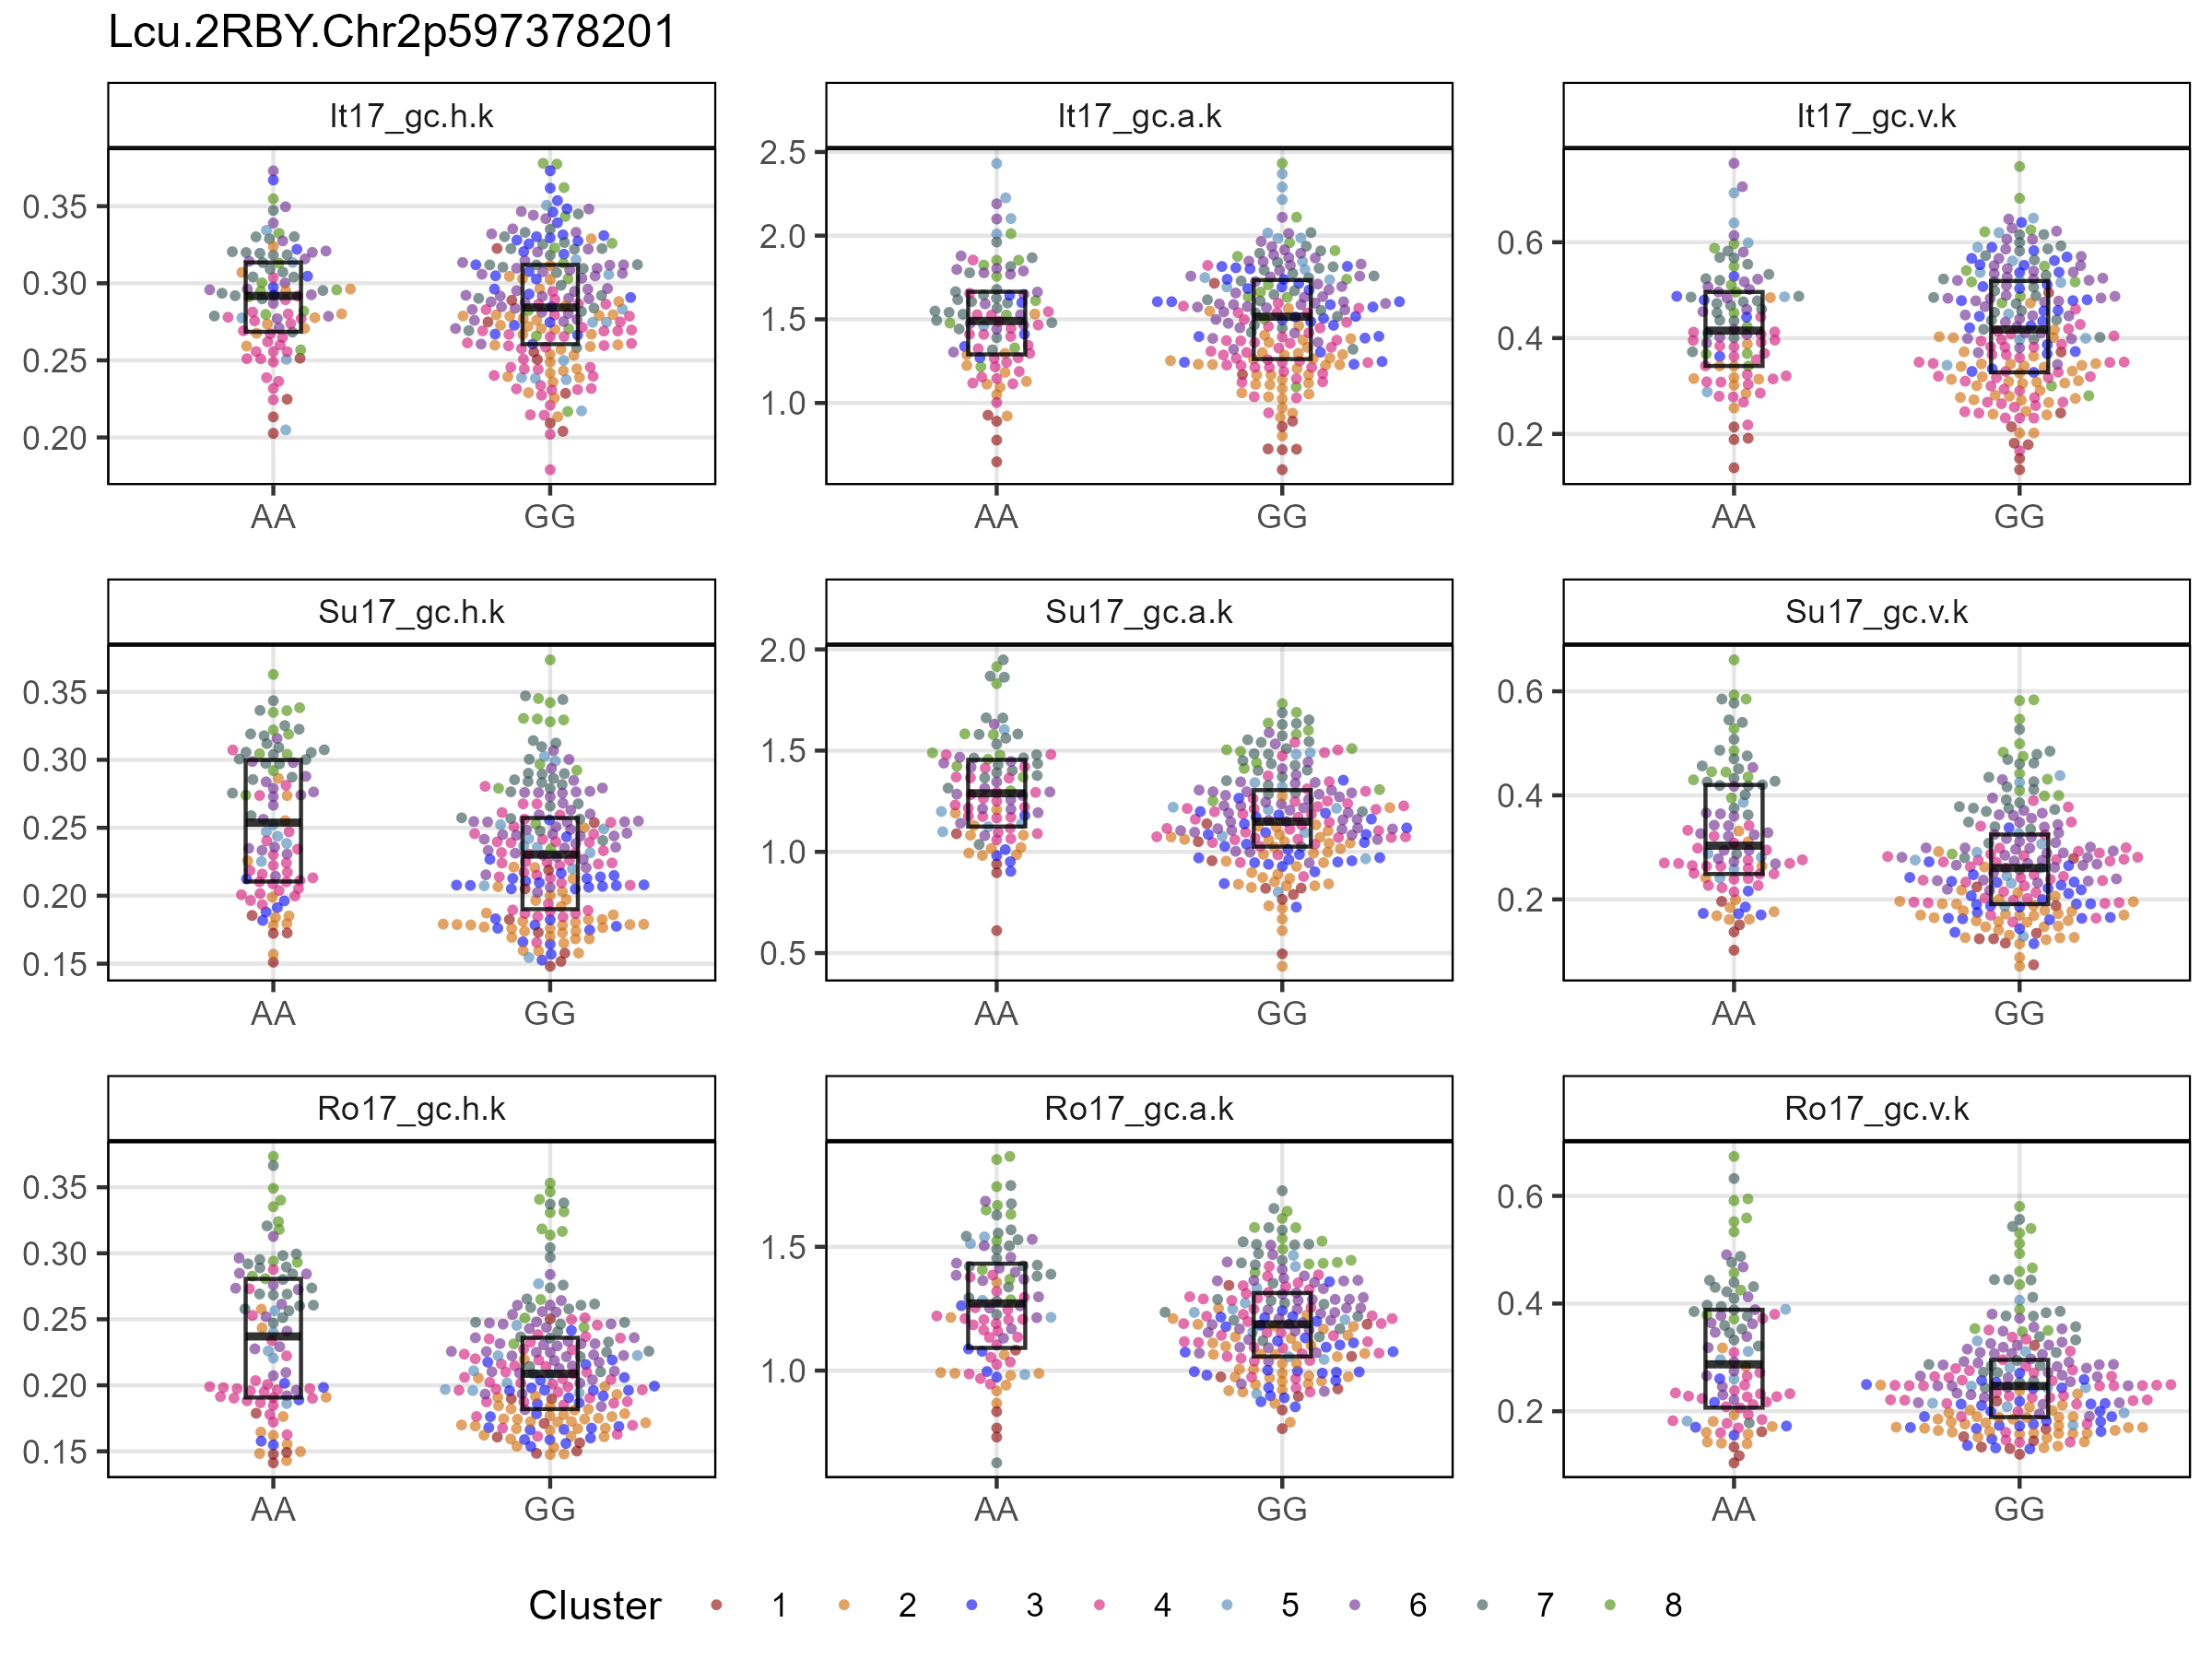 Lcu.2RBY.Chr2p597378201
It17_gc.h.k It17_gc.a.k It17_gc.v.k
0.35 0.30 0.25 0.20
2.5 2.0 1.5 1.0
0.6 0.4 0.2
AA GG AA GG AA GG
Su17_gc.h.k Su17_gc.a.k Su17_gc.v.k
0.35 0.30 0.25 0.20 0.15
2.0 1.5 1.0 0.5
0.6 0.4 0.2
AA GG AA GG AA GG
Ro17_gc.h.k Ro17_gc.a.k Ro17_gc.v.k
0.35 0.30 0.25 0.20 0.15
1.5 1.0
0.6 0.4 0.2
AA GG AA GG AA GG
Cluster 1 2 3 4 5 6 7 8